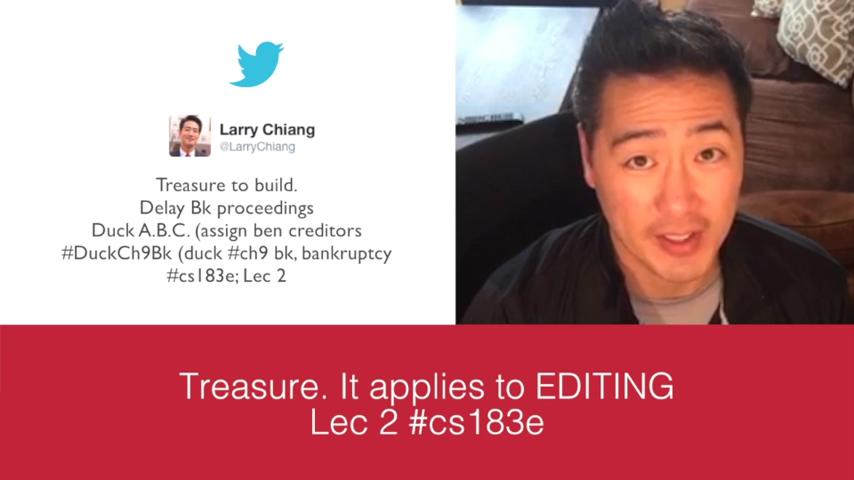 Larry Chiang
@LarryChiang
Treasure to build.
Delay Bk proceedings
Duck A.B.C. (assign ben creditors
#DuckCh9Bk (duck #ch9 bk, bankruptcy
#cs183e; Lec 2
Treasure. It applies to EDITING
Lec 2 #cs183e